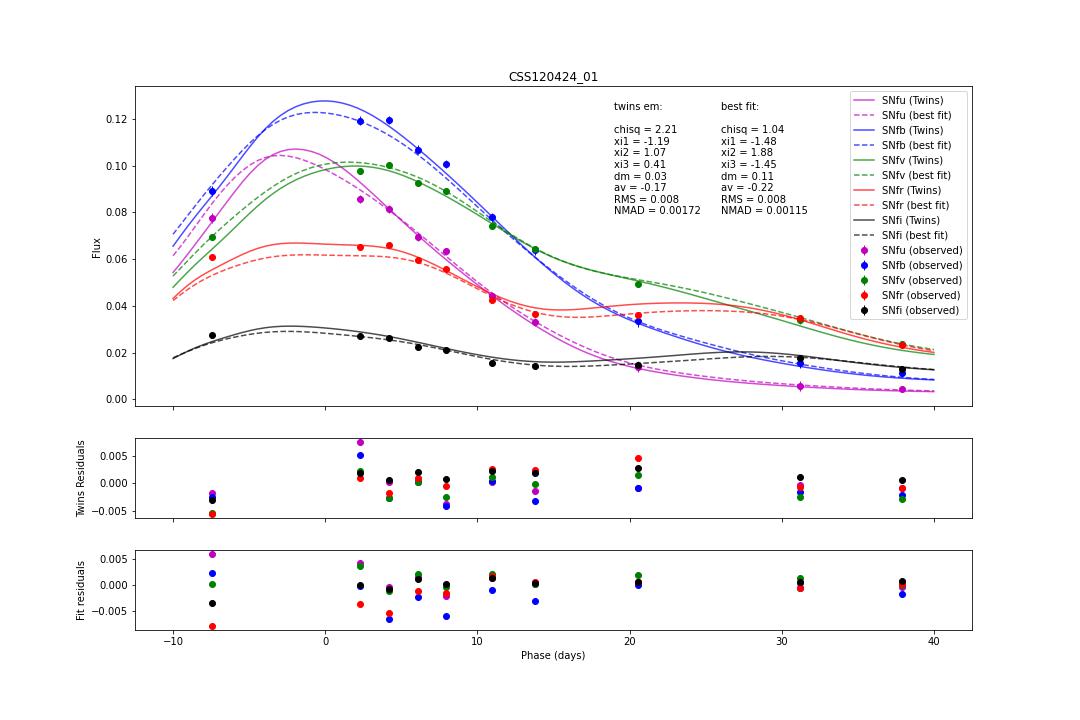 CSS120424_01
Flux
0.12
0.10
0.08
0.06
0.04
0.02
0.00
twins em:
chisq = 2.21
xi1 = -1.19
xi2 = 1.07
xi3 = 0.41
dm = 0.03
av = -0.17
RMS = 0.008
NMAD = 0.00172
best fit:
chisq = 1.04
xi1 = -1.48
xi2 = 1.88
xi3 = -1.45
dm = 0.11
av = -0.22
RMS = 0.008
NMAD = 0.00115
SNfu (Twins)
SNfu (best fit)
SNfb (Twins)
SNfb (best fit)
SNfv (Twins)
SNfv (best fit)
SNfr (Twins)
SNfr (best fit)
SNfi (Twins)
SNfi (best fit)
SNfu (observed)
SNfb (observed)
SNfv (observed)
SNfr (observed)
SNfi (observed)
Twins Residuals
0.005
0.000
−0.005
Fit residuals
0.005
0.000
−0.005
−10 0 10 20 30 40
Phase (days)